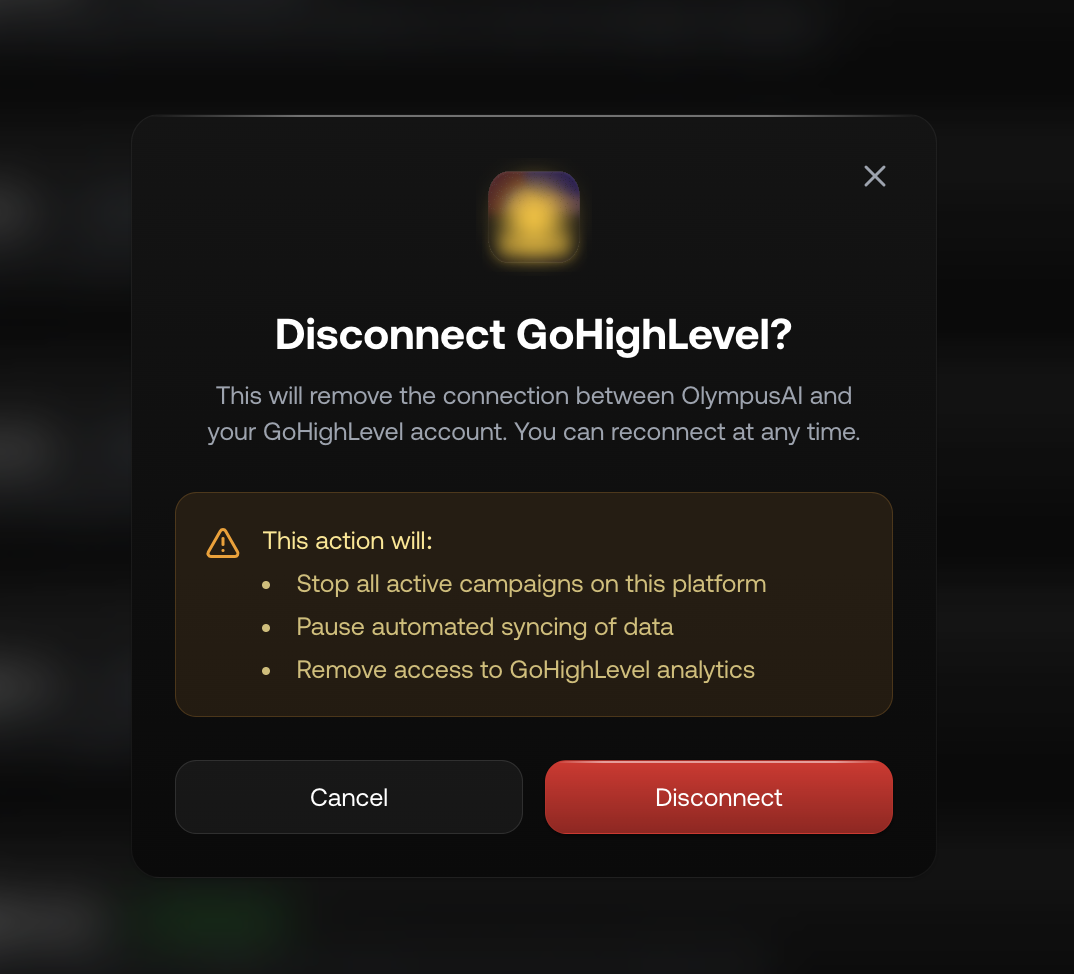 Disconnect GoHighLevel?
This will remove the connection between OlympusAI and
your GoHighLevel account. You can reconnect at any time.
This action will:
• Stop all active campaigns on this platform
• Pause automated syncing of data
• Remove access to GoHighLevel analytics
Cancel
Disconnect